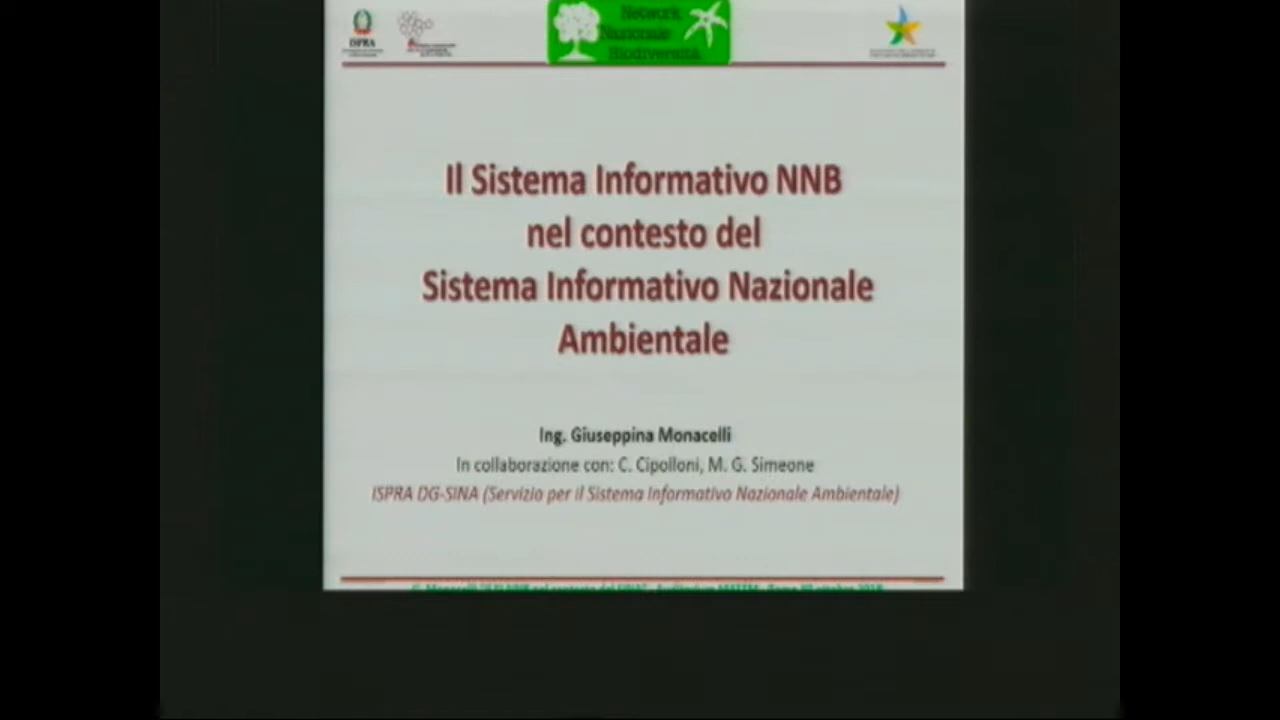 ISPRA
Network
Nazionale
Biodiversità
Il Sistema Informativo NNB
nel contesto del
Sistema Informativo Nazionale
Ambientale
Ing. Giuseppina Monacelli
In collaborazione con: C. Cipolloni, M. G. Simeone
ISPRA DG-SINA (Servizio per il Sistema Informativo Nazionale Ambientale)